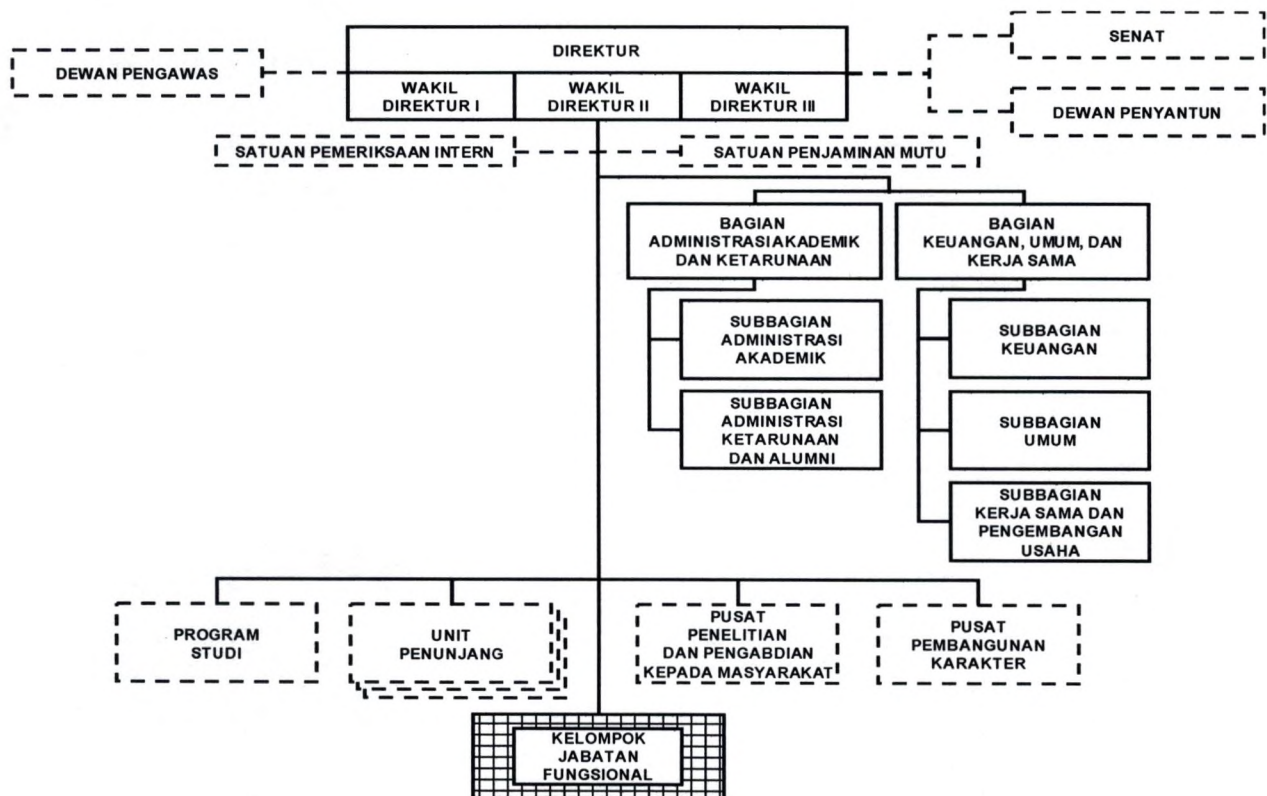 DIREKTUR
SENAT
DEWAN PENGAWAS
WAKIL
DIREKTUR I
WAKIL
DIREKTUR II
WAKIL
DIREKTUR III
DEWAN PENYANTUN
SATUAN PEMERIKSAAN INTERN
SATUAN PENJAMINAN MUTU
BAGIAN
ADMINISTRASIAKADEMIK
DAN KETARUNAAN
BAGIAN
KEUANGAN, UMUM, DAN
KERJA SAMA
SUBBAGIAN
ADMINISTRASI
AKADEMIK
SUBBAGIAN
KEUANGAN
SUBBAGIAN
ADMINISTRASI
KETARUNAAN
DAN ALUMNI
SUBBAGIAN
UMUM
SUBBAGIAN
KERJA SAMA DAN
PENGEMBANGAN
USAHA
PROGRAM
STUDI
UNIT
PENUNJANG
PUSAT
PENELITIAN
DAN PENGABDIAN
KEPADA MASYARAKAT
PUSAT
PEMBANGUNAN
KARAKTER
KELOMPOK
JABATAN
FUNGSIONAL